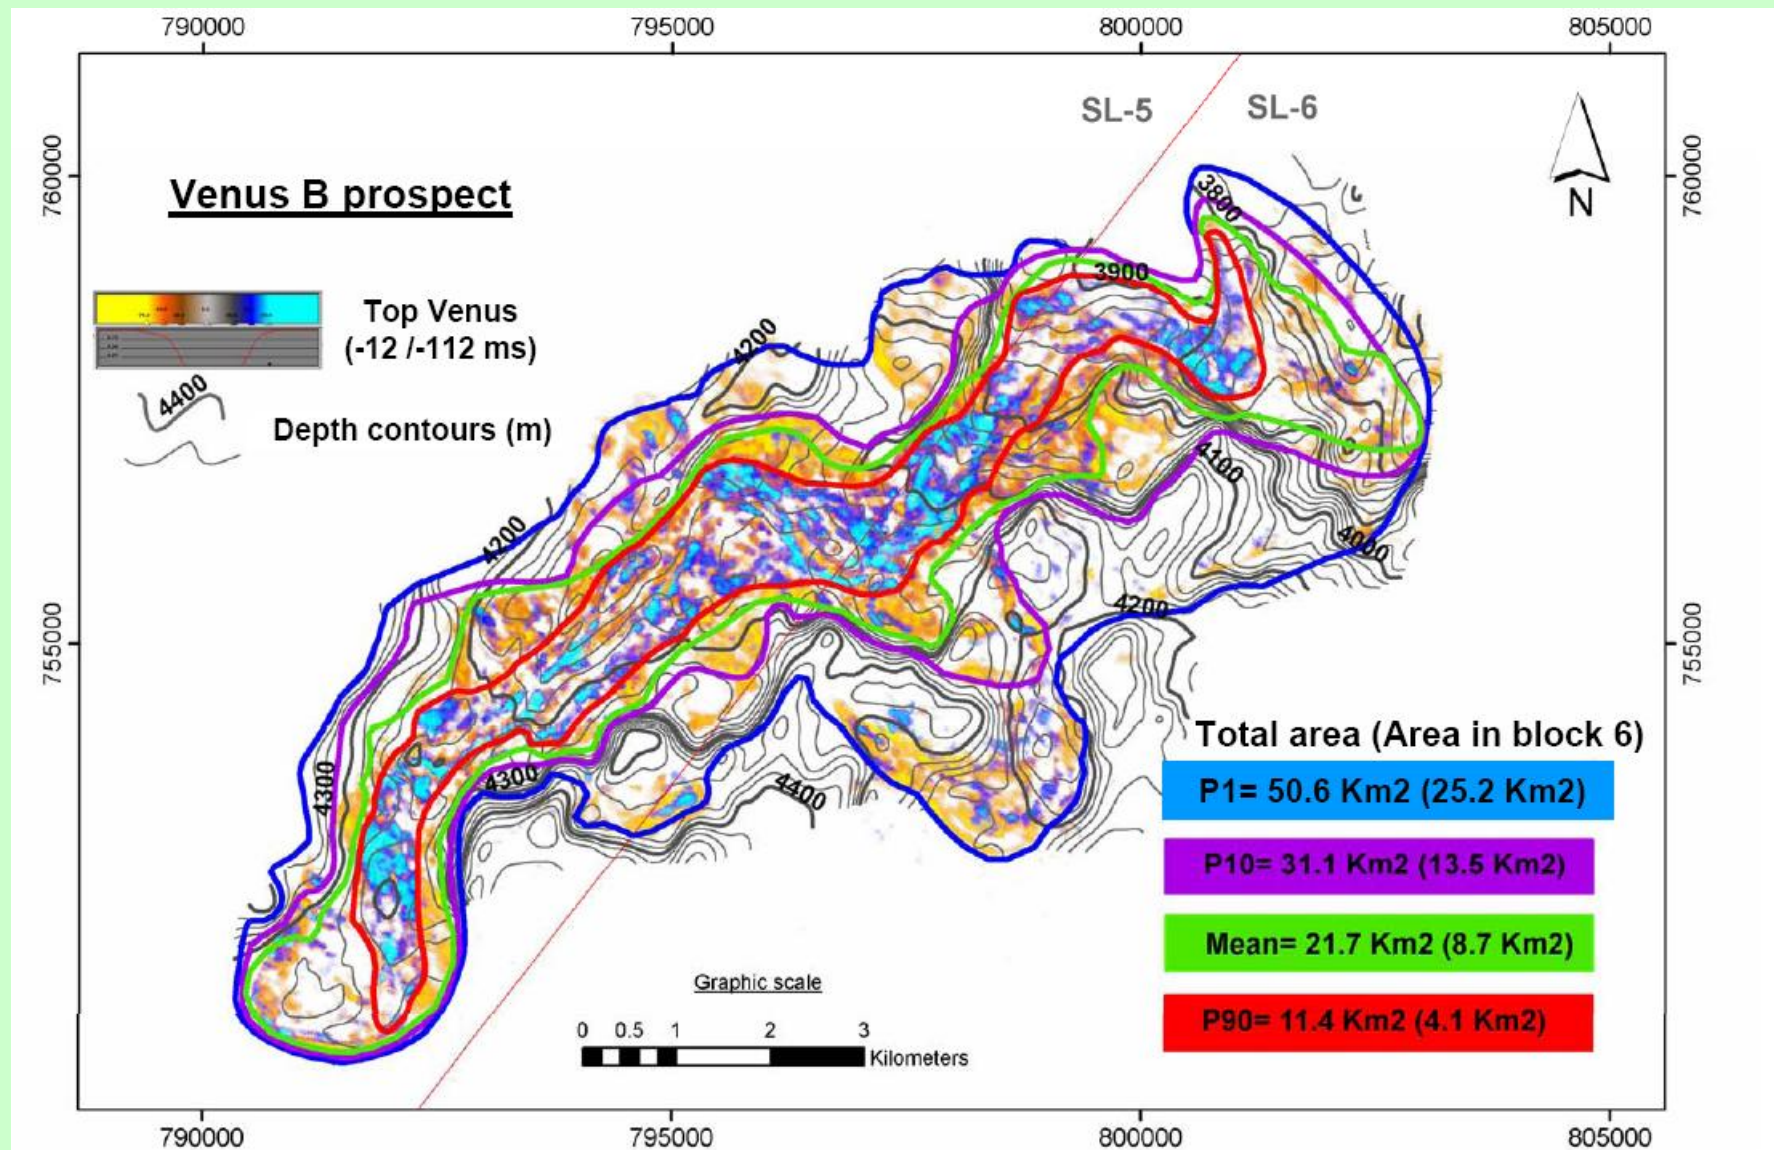 790000
795000
800000
805000
SL-5
SL-6
760000
760000
Venus B prospect
N
3800
3900
Top Venus
(-12 /-112 ms)
4200
4400
Depth contours (m)
4100
4200
4000
4200
755000
755000
4300
4300
4400
Total area (Area in block 6)
P1= 50.6 Km2 (25.2 Km2)
P10= 31.1 Km2 (13.5 Km2)
Mean= 21.7 Km2 (8.7 Km2)
P90= 11.4 Km2 (4.1 Km2)
Graphic scale
0 0.5 1 2 3
Kilometers
790000
795000
800000
805000